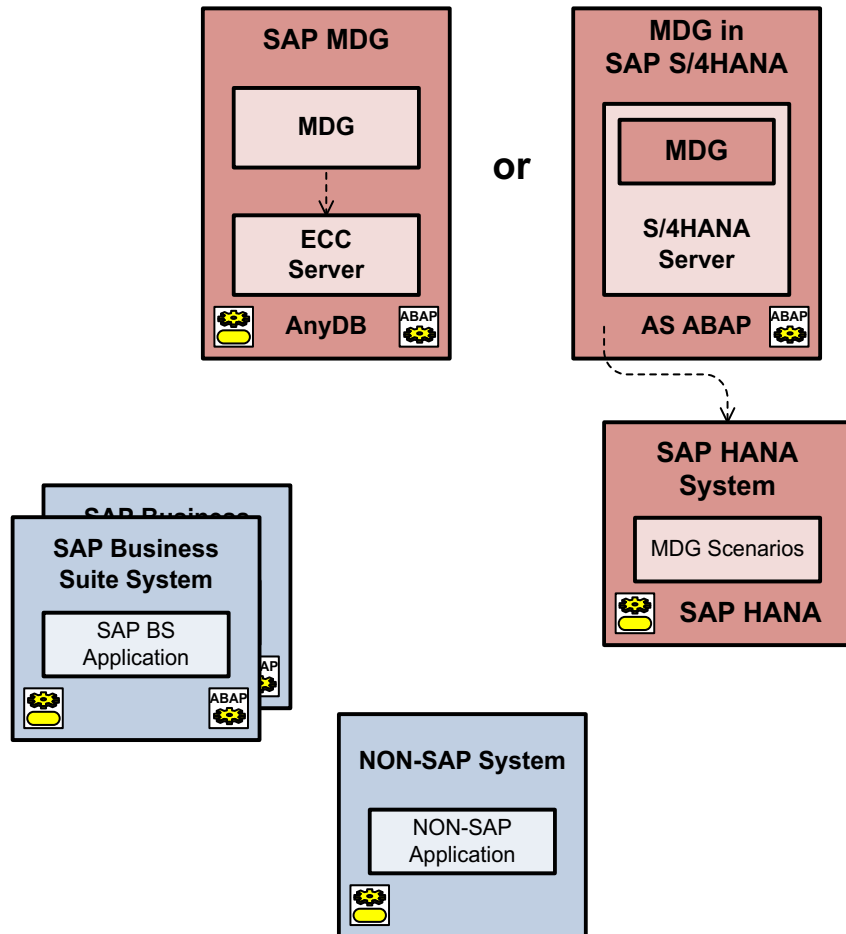 SAP MDG
MDG
ECC
Server
AnyDB
ABAP
or
MDG in
SAP S/4HANA
MDG
S/4HANA
Server
AS ABAP
ABAP
SAP HANA
System
MDG Scenarios
SAP HANA
SAP Business
SAP Business
Suite System
SAP BS
Application
ABAP
NON-SAP System
NON-SAP
Application